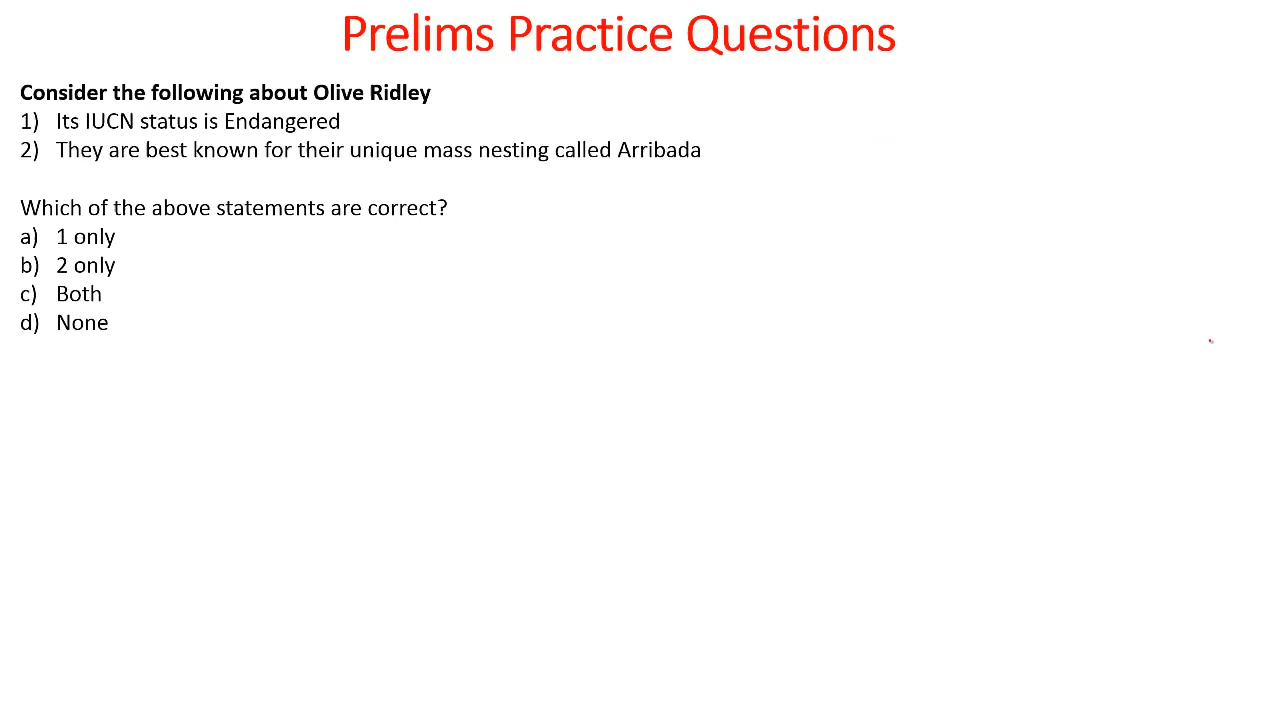 Prelims Practice Questions
Consider the following about Olive Ridley
1) Its IUCN status is Endangered
2) They are best known for their unique mass nesting called Arribada
Which of the above statements are correct?
a) 1 only
b) 2 only
c) Both
d) None